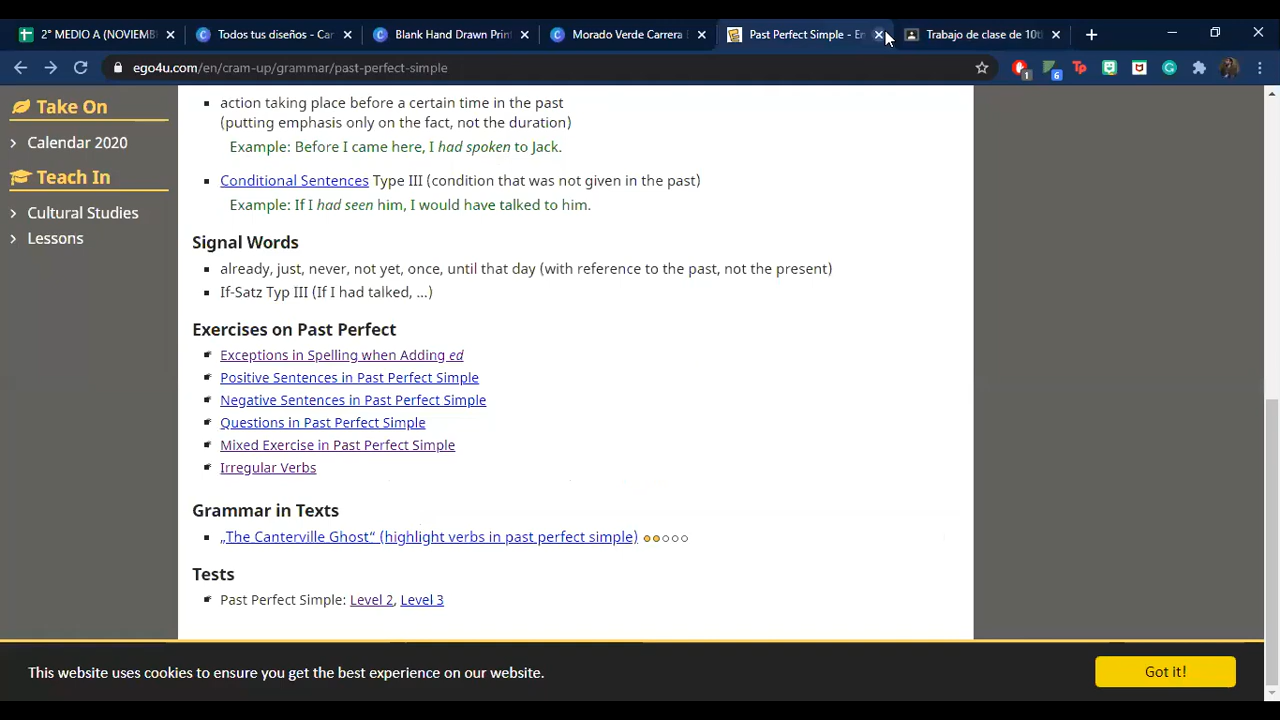 2° MEDIO A (NOVIEMB
Todos tus diseños - Ca
Blank Hand Drawn Print
Morado Verde Carrera E
Past Perfect Simple - En
Trabajo de clase de 10th
ego4u.com/en/cram-up/grammar/past-perfect-simple
1
6
Take On
Calendar 2020
Teach In
Cultural Studies
Lessons
action taking place before a certain time in the past
(putting emphasis only on the fact, not the duration)
Example: Before I came here, I had spoken to Jack.
Conditional Sentences Type III (condition that was not given in the past)
Example: If I had seen him, I would have talked to him.
Signal Words
already, just, never, not yet, once, until that day (with reference to the past, not the present)
If-Satz Typ III (If I had talked, ...)
Exercises on Past Perfect
Exceptions in Spelling when Adding ed
Positive Sentences in Past Perfect Simple
Negative Sentences in Past Perfect Simple
Questions in Past Perfect Simple
Mixed Exercise in Past Perfect Simple
Irregular Verbs
Grammar in Texts
„The Canterville Ghost“ (highlight verbs in past perfect simple)
Tests
Past Perfect Simple: Level 2, Level 3
This website uses cookies to ensure you get the best experience on our website.
Got it!